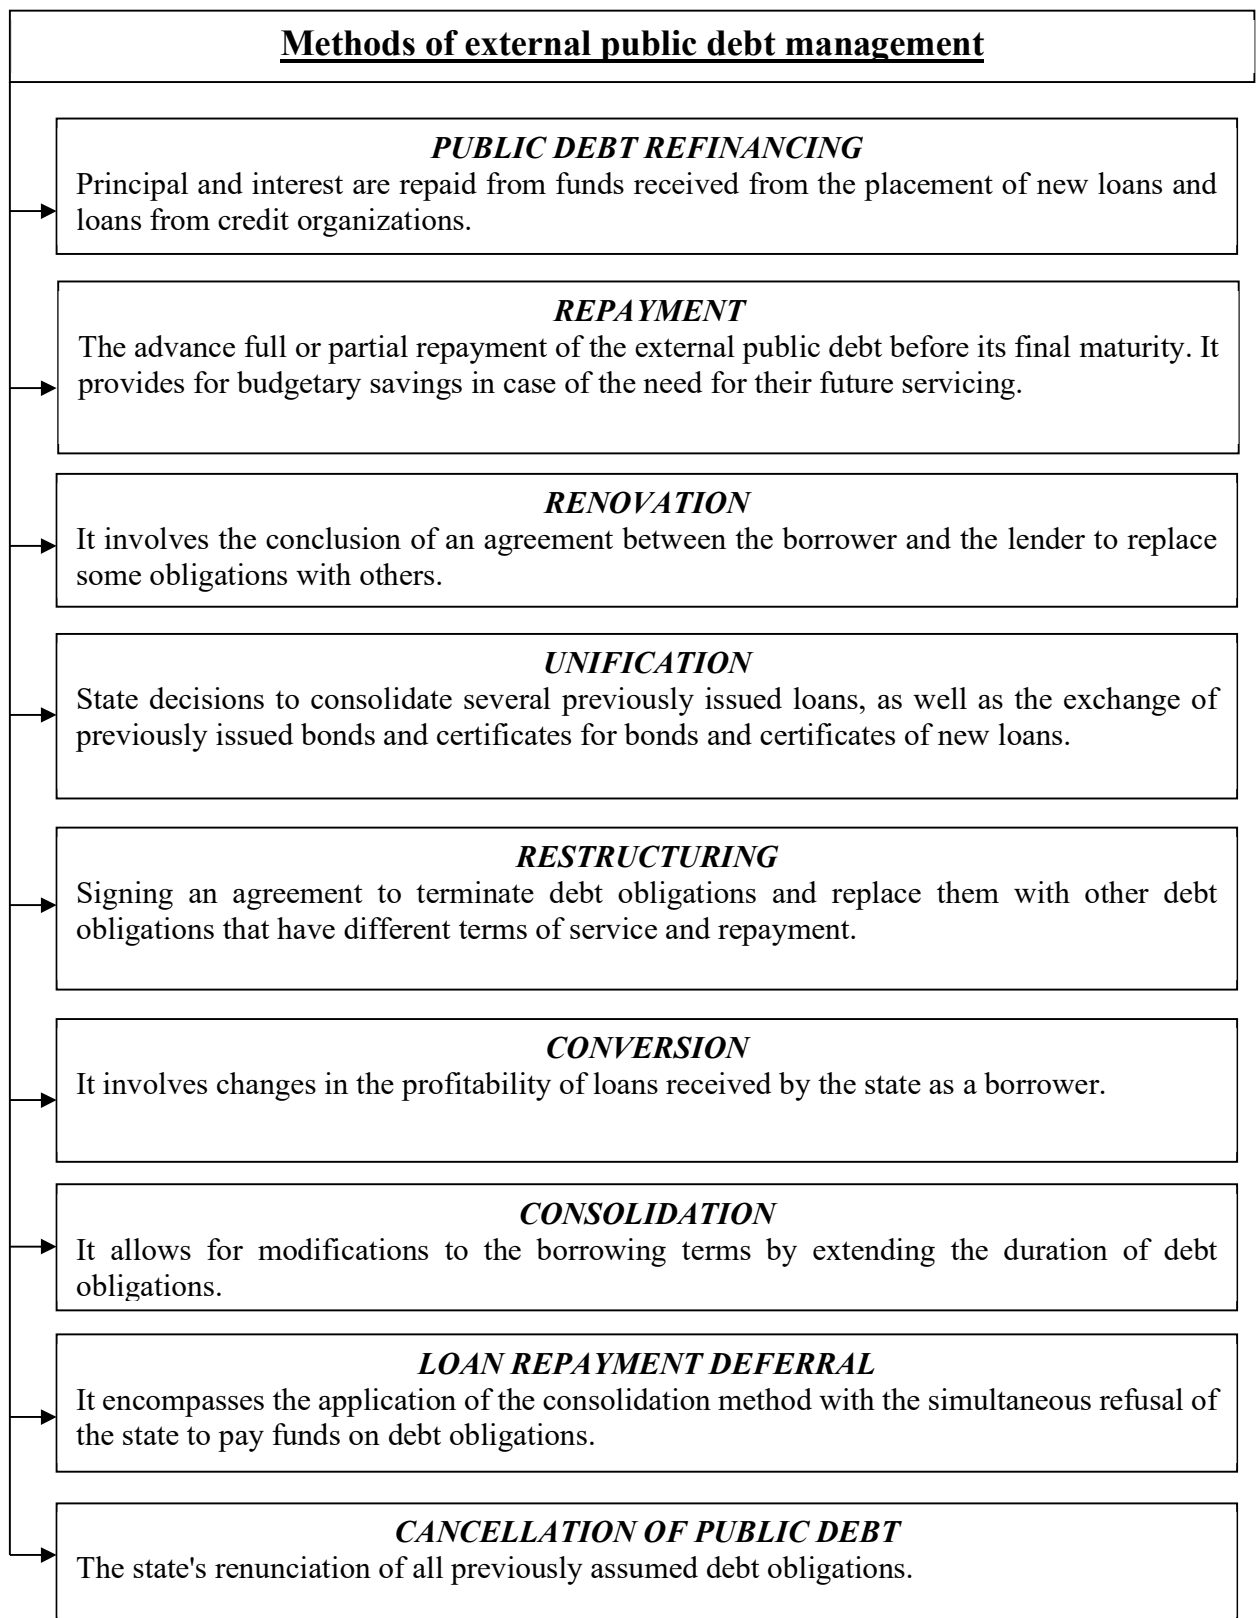 Methods of external public debt management
PUBLIC DEBT REFINANCING
Principal and interest are repaid from funds received from the placement of new loans and
loans from credit organizations.
REPAYMENT
The advance full or partial repayment of the external public debt before its final maturity. It
provides for budgetary savings in case of the need for their future servicing.
RENOVATION
It involves the conclusion of an agreement between the borrower and the lender to replace
some obligations with others.
UNIFICATION
State decisions to consolidate several previously issued loans, as well as the exchange of
previously issued bonds and certificates for bonds and certificates of new loans.
RESTRUCTURING
Signing an agreement to terminate debt obligations and replace them with other debt
obligations that have different terms of service and repayment.
CONVERSION
It involves changes in the profitability of loans received by the state as a borrower.
CONSOLIDATION
It allows for modifications to the borrowing terms by extending the duration of debt
obligations.
LOAN REPAYMENT DEFERRAL
It encompasses the application of the consolidation method with the simultaneous refusal of
the state to pay funds on debt obligations.
CANCELLATION OF PUBLIC DEBT
The state's renunciation of all previously assumed debt obligations.